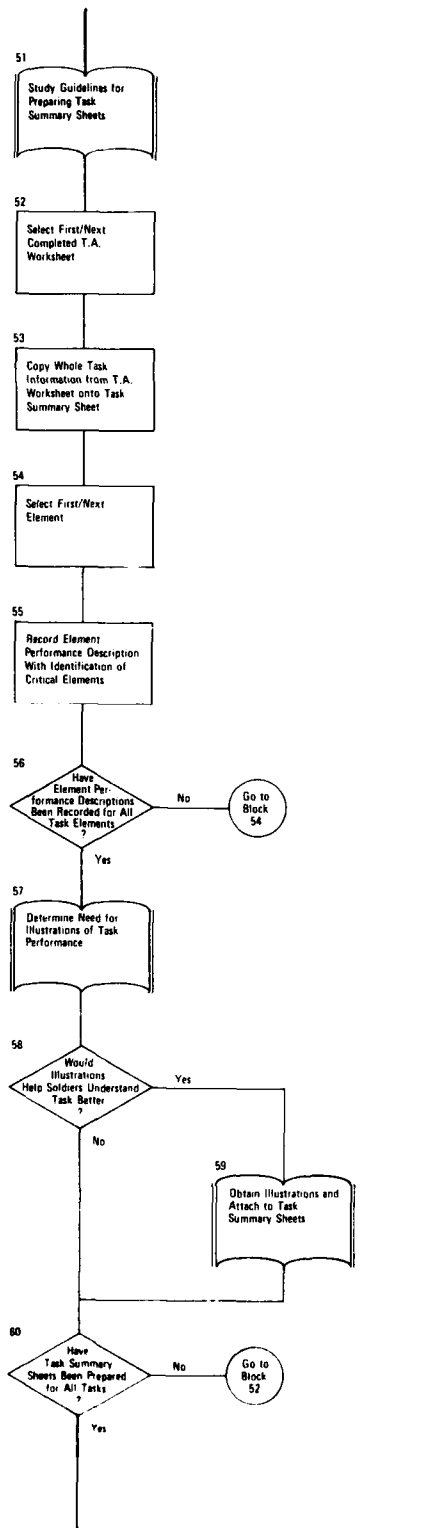 51
Study Guidelines for
Preparing Task
Summary Sheets
52
Select First/Next
Completed T.A.
Worksheet
53
Copy Whole Task
Information from T.A.
Worksheet onto Task
Summary Sheet
54
Select First/Next
Element
55
Record Element
Performance Description
With Identification of
Critical Elements
56
Have
Element Per-
formance Descriptions
Been Recorded for All
Task Elements
?
No
Go to
Block
54
Yes
57
Determine Need for
Illustrations of Task
Performance
58
Would
Illustrations
Help Soldiers Understand
Task Better
?
Yes
No
59
Obtain Illustrations and
Attach to Task
Summary Sheets
60
Have
Task Summary
Sheets Been Prepared
for All Tasks
?
No
Go to
Block
52
Yes